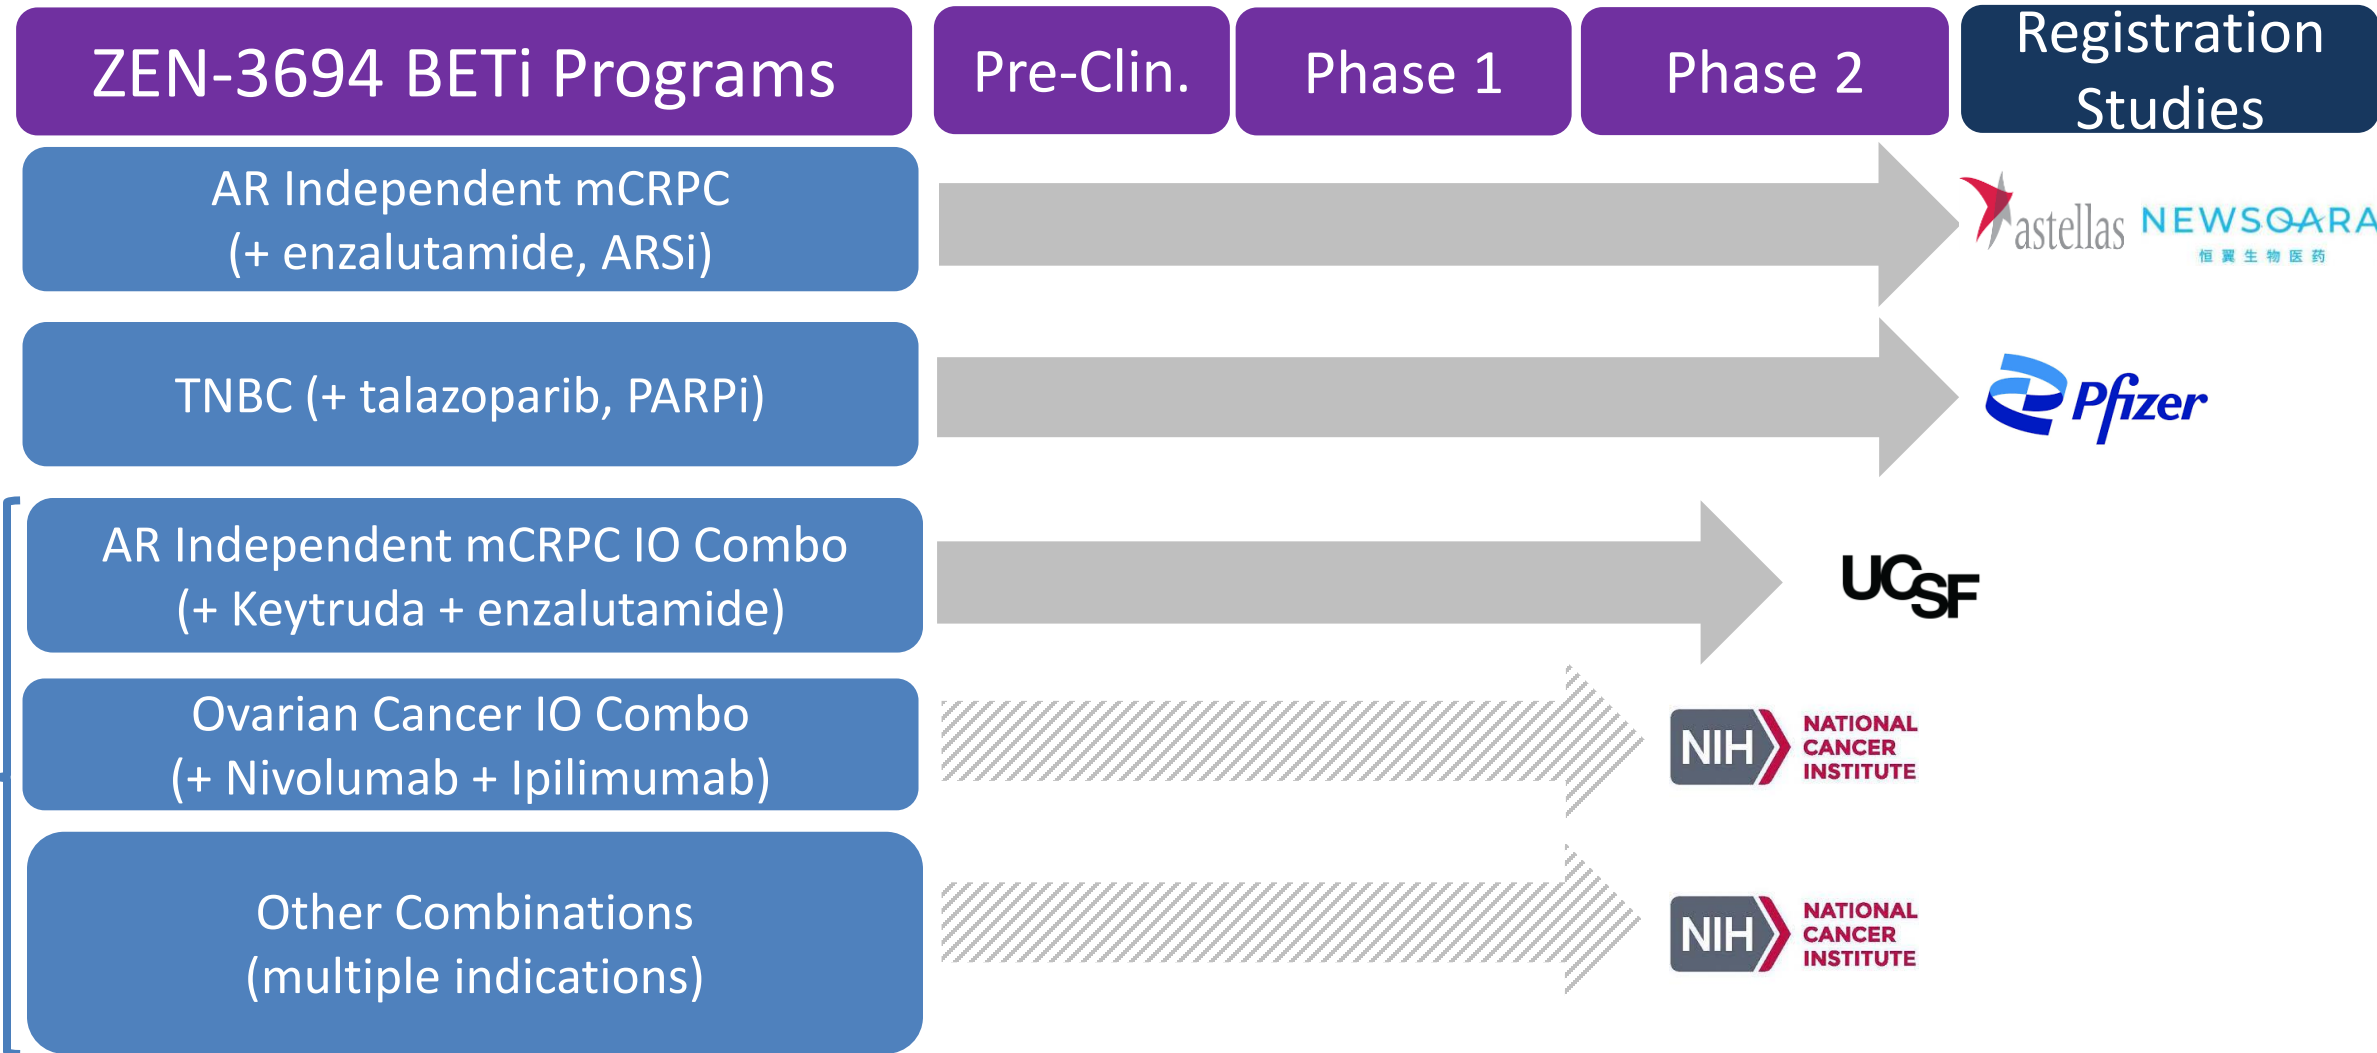 ZEN-3694 BETi Programs
Pre-Clin.
Phase 1
Phase 2
Registration
Studies
AR Independent mCRPC
(+ enzalutamide, ARSi)
astellas
NEWSOARA
恒翼生物医药
TNBC (+ talazoparib, PARPi)
Pfizer
AR Independent mCRPC IO Combo
(+ Keytruda + enzalutamide)
UCSF
Ovarian Cancer IO Combo
(+ Nivolumab + Ipilimumab)
NIH
NATIONAL
CANCER
INSTITUTE
Other Combinations
(multiple indications)
NIH
NATIONAL
CANCER
INSTITUTE